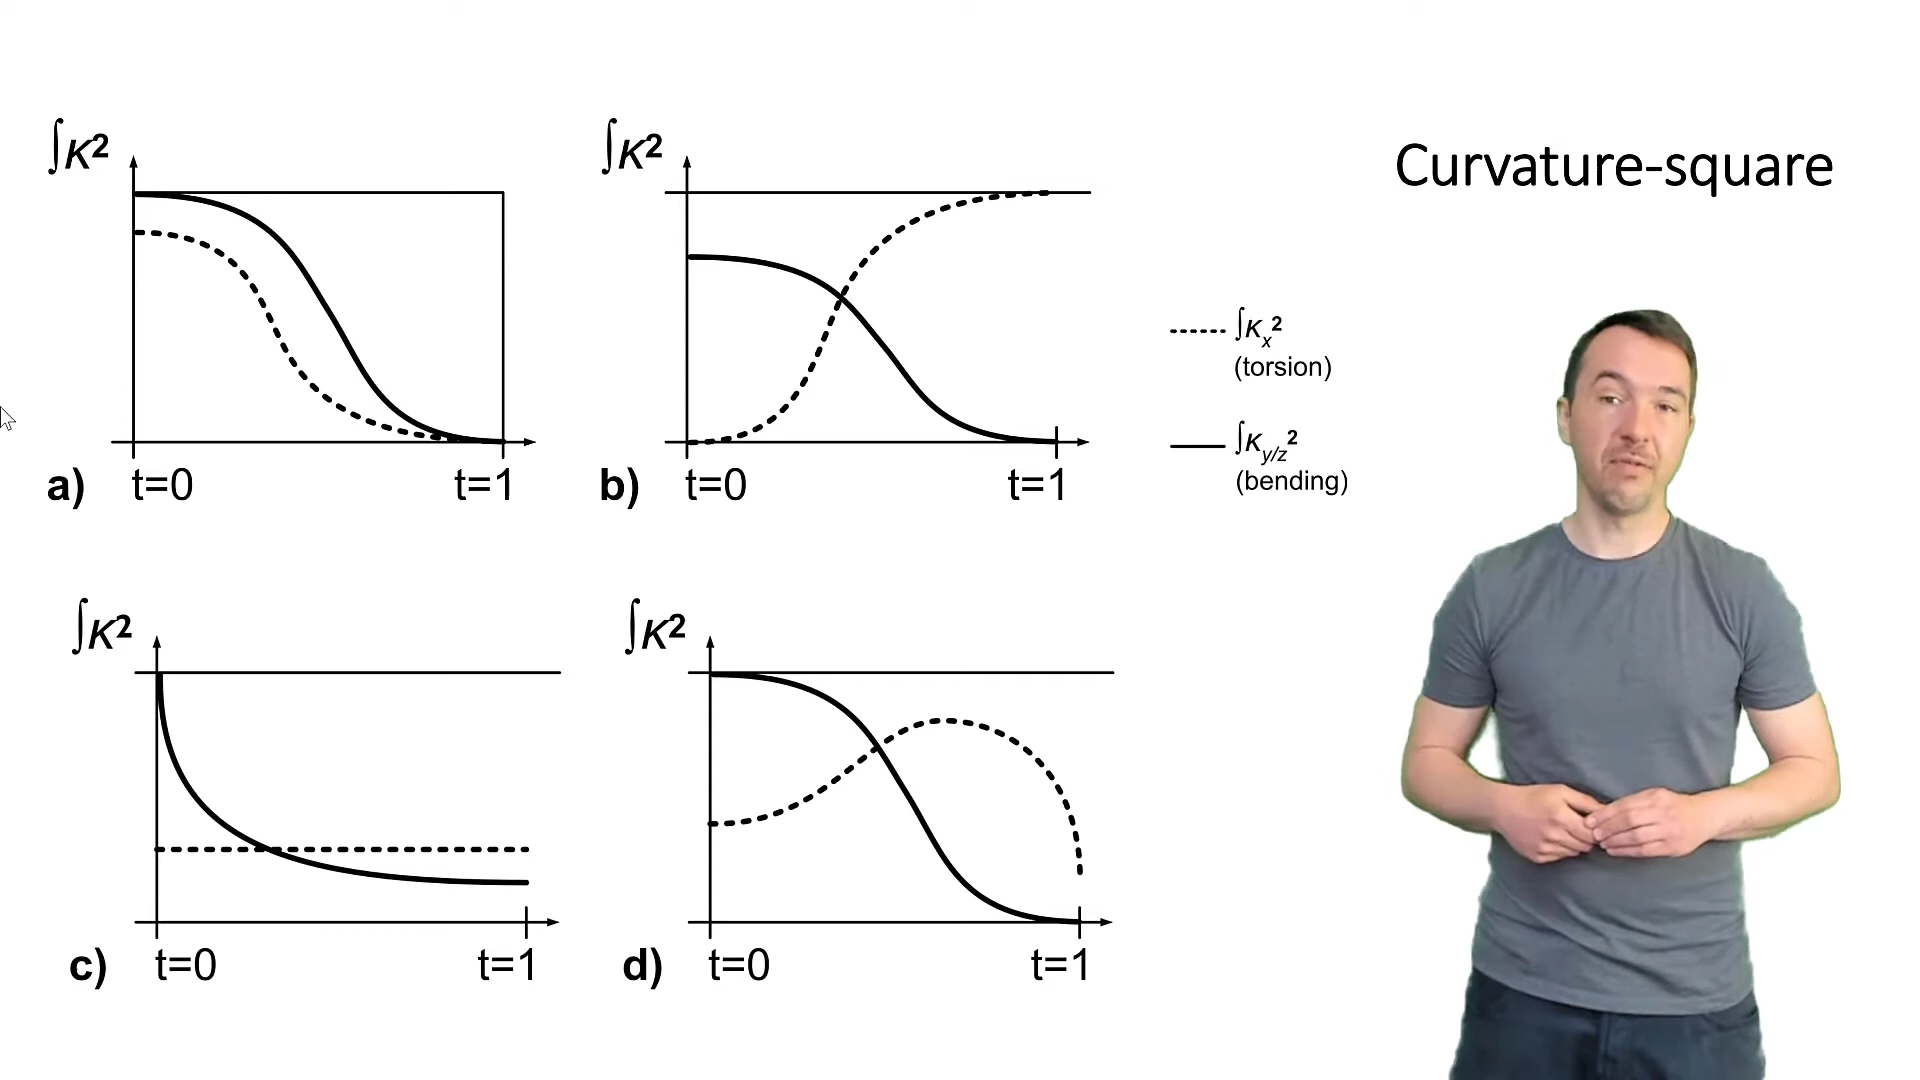 Curvature-square
∫K²
∫K²
a) t=0 t=1
b) t=0 t=1
∫Kₓ²
(torsion)
∫K_y/z²
(bending)
∫K²
∫K²
c) t=0 t=1
d) t=0 t=1